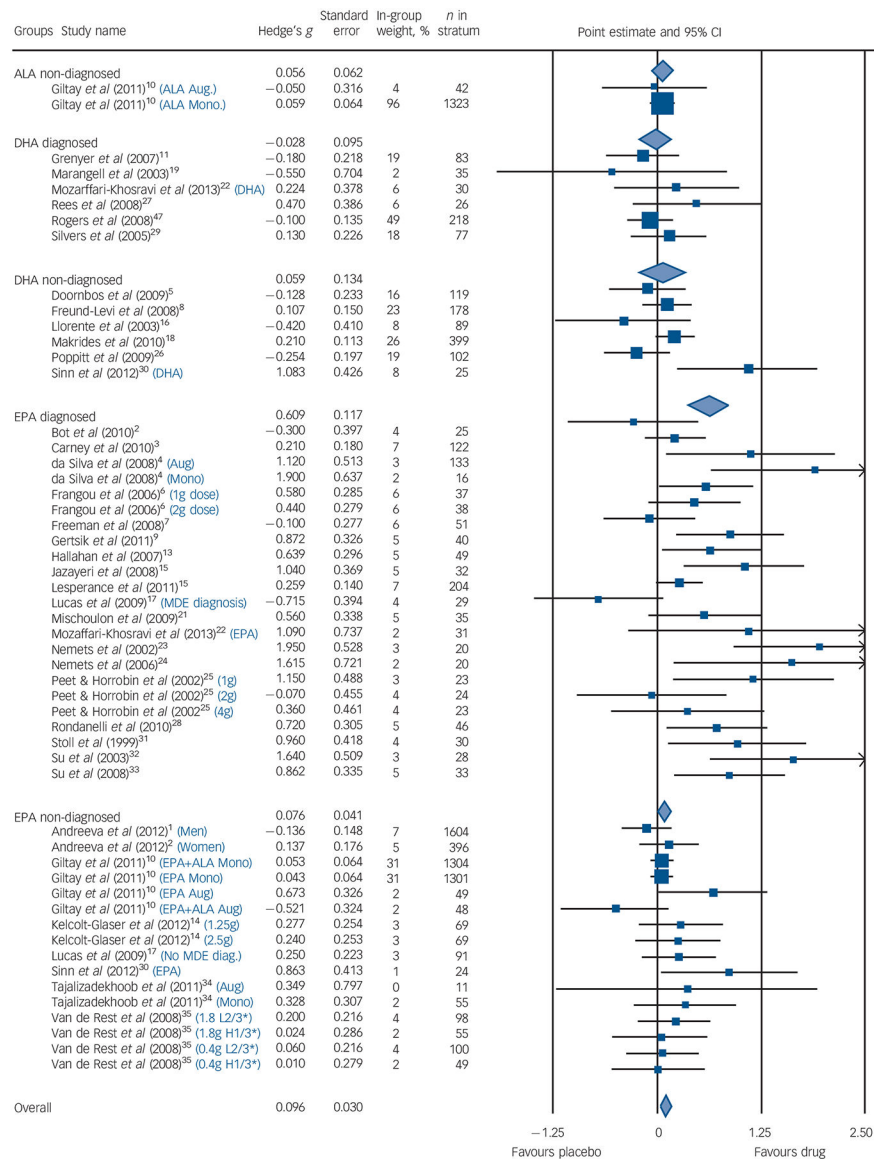 Groups Study name Hedge's g Standard error In-group weight, % n in stratum Point estimate and 95% CI
ALA non-diagnosed 0.056 0.062
Giltay et al (2011)10 (ALA Aug.) −0.050 0.316 4 42
Giltay et al (2011)10 (ALA Mono.) 0.059 0.064 96 1323
DHA diagnosed −0.028 0.095
Grenyer et al (2007)11 −0.180 0.218 19 83
Marangell et al (2003)19 −0.550 0.704 2 35
Mozarffari-Khosravi et al (2013)22 (DHA) 0.224 0.378 6 30
Rees et al (2008)27 0.470 0.386 6 26
Rogers et al (2008)47 −0.100 0.135 49 218
Silvers et al (2005)29 0.130 0.226 18 77
DHA non-diagnosed 0.059 0.134
Doornbos et al (2009)5 −0.128 0.233 16 119
Freund-Levi et al (2008)8 0.107 0.150 23 178
Llorente et al (2003)16 −0.420 0.410 8 89
Makrides et al (2010)18 0.210 0.113 26 399
Poppitt et al (2009)26 −0.254 0.197 19 102
Sinn et al (2012)30 (DHA) 1.083 0.426 8 25
EPA diagnosed 0.609 0.117
Bot et al (2010)2 −0.300 0.397 4 25
Carney et al (2010)3 0.210 0.180 7 122
da Silva et al (2008)4 (Aug) 1.120 0.513 3 133
da Silva et al (2008)4 (Mono) 1.900 0.637 2 16
Frangou et al (2006)6 (1g dose) 0.580 0.285 6 37
Frangou et al (2006)6 (2g dose) 0.440 0.279 6 38
Freeman et al (2008)7 −0.100 0.277 6 51
Gertsik et al (2011)9 0.872 0.326 5 40
Hallahan et al (2007)13 0.639 0.296 5 49
Jazayeri et al (2008)15 1.040 0.369 5 32
Lesperance et al (2011)15 0.259 0.140 7 204
Lucas et al (2009)17 (MDE diagnosis) −0.715 0.394 4 29
Mischoulon et al (2009)21 0.560 0.338 5 35
Mozaffari-Khosravi et al (2013)22 (EPA) 1.090 0.737 2 31
Nemets et al (2002)23 1.950 0.528 3 20
Nemets et al (2006)24 1.615 0.721 2 20
Peet & Horrobin et al (2002)25 (1g) 1.150 0.488 3 23
Peet & Horrobin et al (2002)25 (2g) −0.070 0.455 4 24
Peet & Horrobin et al (200225 (4g) 0.360 0.461 4 23
Rondanelli et al (2010)28 0.720 0.305 5 46
Stoll et al (1999)31 0.960 0.418 4 30
Su et al (2003)32 1.640 0.509 3 28
Su et al (2008)33 0.862 0.335 5 33
EPA non-diagnosed 0.076 0.041
Andreeva et al (2012)1 (Men) −0.136 0.148 7 1604
Andreeva et al (2012)2 (Women) 0.137 0.176 5 396
Giltay et al (2011)10 (EPA+ALA Mono) 0.053 0.064 31 1304
Giltay et al (2011)10 (EPA Mono) 0.043 0.064 31 1301
Giltay et al (2011)10 (EPA Aug) 0.673 0.326 2 49
Giltay et al (2011)10 (EPA+ALA Aug) −0.521 0.324 2 48
Kelcolt-Glaser et al (2012)14 (1.25g) 0.277 0.254 3 69
Kelcolt-Glaser et al (2012)14 (2.5g) 0.240 0.253 3 69
Lucas et al (2009)17 (No MDE diag.) 0.250 0.223 3 91
Sinn et al (2012)30 (EPA) 0.863 0.413 1 24
Tajalizadekhoob et al (2011)34 (Aug) 0.349 0.797 0 11
Tajalizadekhoob et al (2011)34 (Mono) 0.328 0.307 2 55
Van de Rest et al (2008)35 (1.8 L2/3*) 0.200 0.216 4 98
Van de Rest et al (2008)35 (1.8g H1/3*) 0.024 0.286 2 55
Van de Rest et al (2008)35 (0.4g L2/3*) 0.060 0.216 4 100
Van de Rest et al (2008)35 (0.4g H1/3*) 0.010 0.279 2 49
Overall 0.096 0.030
−1.25 0 1.25 2.50
Favours placebo Favours drug